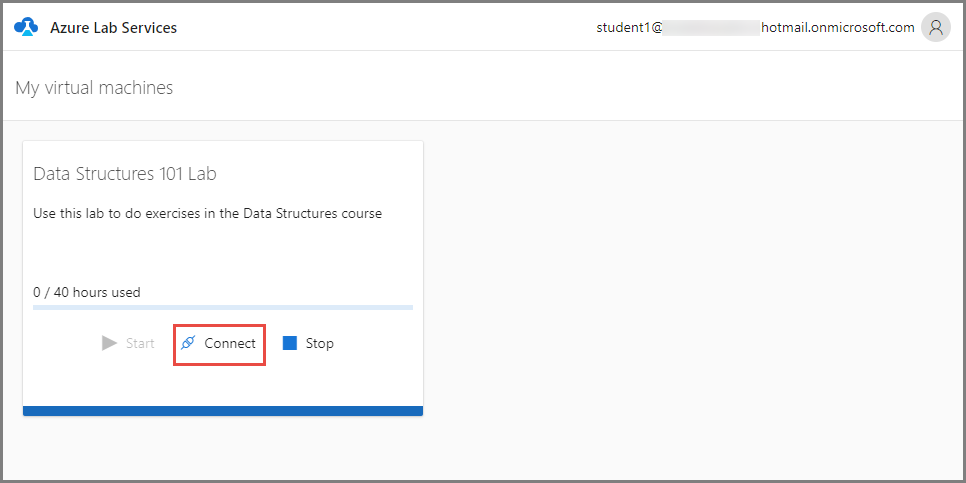 Azure Lab Services
student1@ hotmail.onmicrosoft.com
My virtual machines
Data Structures 101 Lab
Use this lab to do exercises in the Data Structures course
0 / 40 hours used
Start Connect Stop